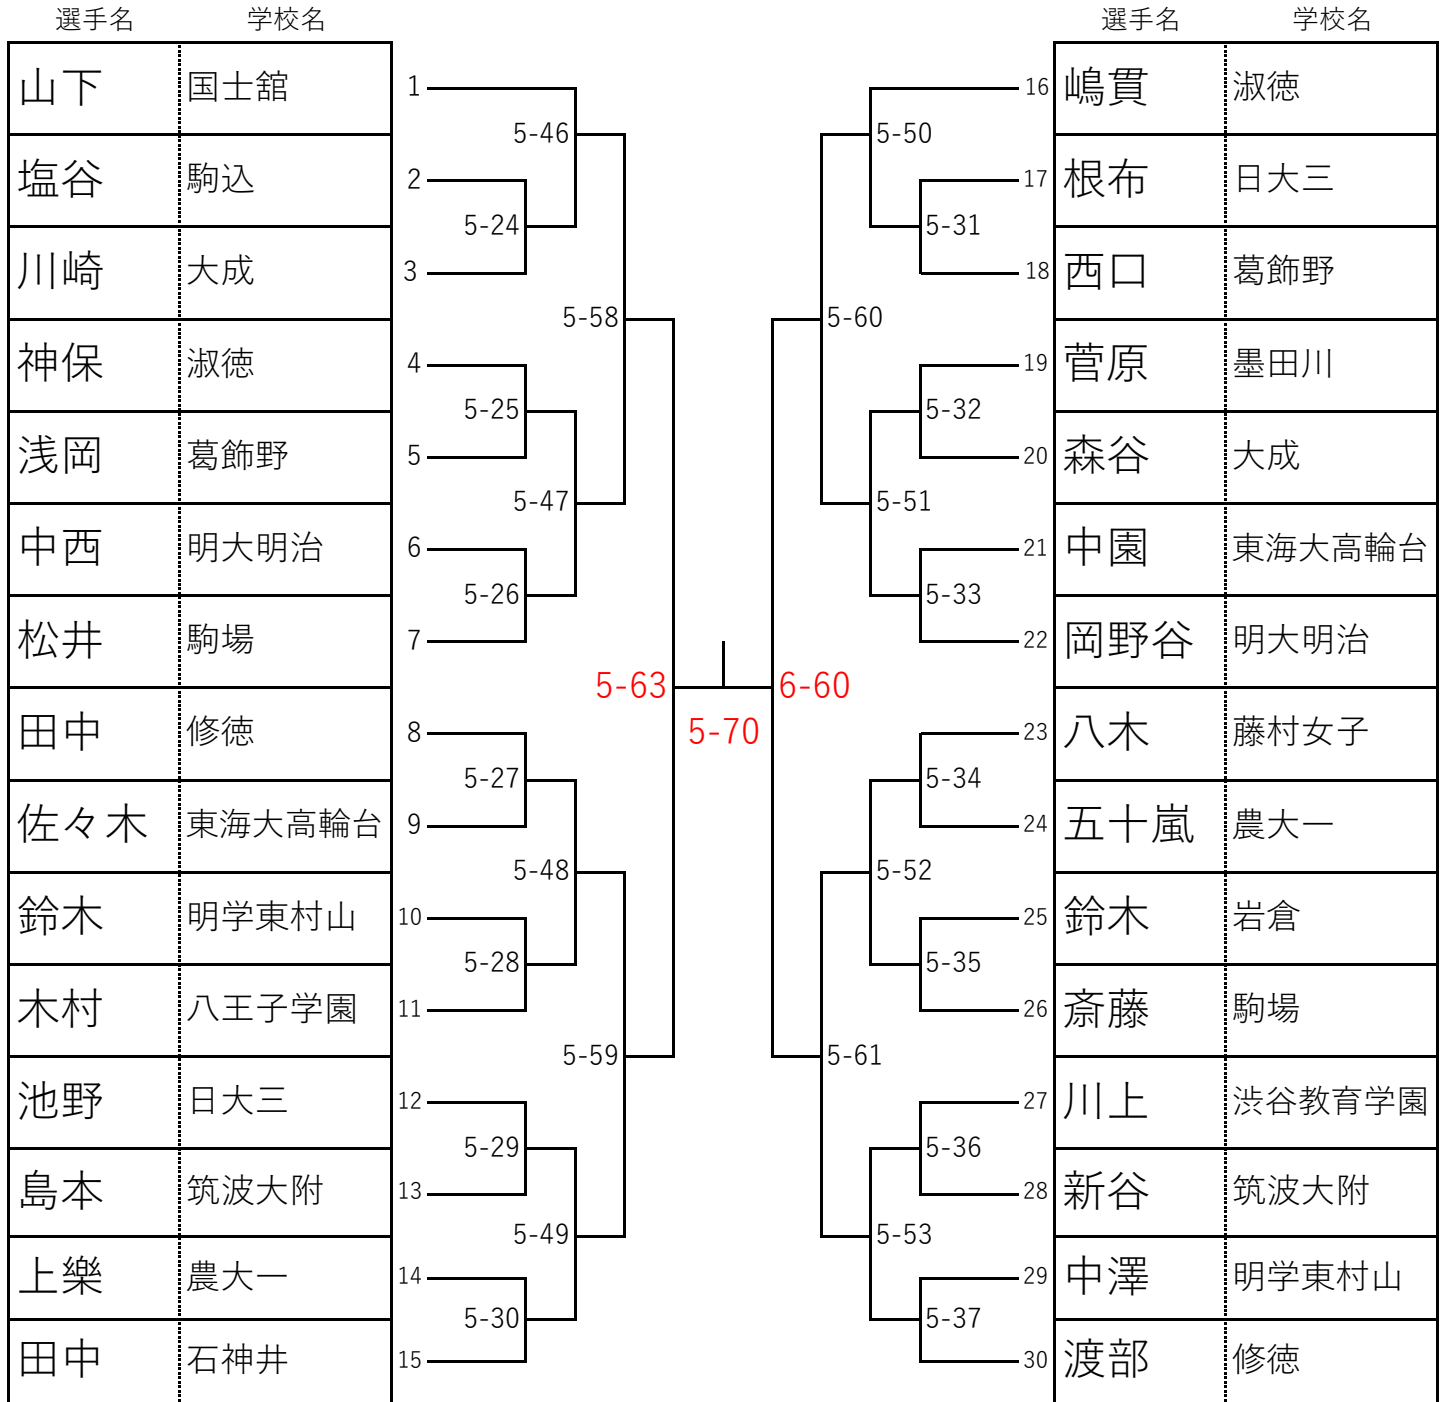 選手名 学校名 選手名 学校名
山下 国士舘 1 16 嶋貫 淑徳
5-46 5-50
塩谷 駒込 2 17 根布 日大三
5-24 5-31
川崎 大成 3 18 西口 葛飾野
5-58 5-60
神保 淑徳 4 19 菅原 墨田川
5-25 5-32
浅岡 葛飾野 5 20 森谷 大成
5-47 5-51
中西 明大明治 6 21 中園 東海大高輪台
5-26 5-33
松井 駒場 7 22 岡野谷 明大明治
5-63 6-60
5-70
田中 修徳 8 23 八木 藤村女子
5-27 5-34
佐々木 東海大高輪台 9 24 五十嵐 農大一
5-48 5-52
鈴木 明学東村山 10 25 鈴木 岩倉
5-28 5-35
木村 八王子学園 11 26 斎藤 駒場
5-59 5-61
池野 日大三 12 27 川上 渋谷教育学園
5-29 5-36
島本 筑波大附 13 28 新谷 筑波大附
5-49 5-53
上樂 農大一 14 29 中澤 明学東村山
5-30 5-37
田中 石神井 15 30 渡部 修徳